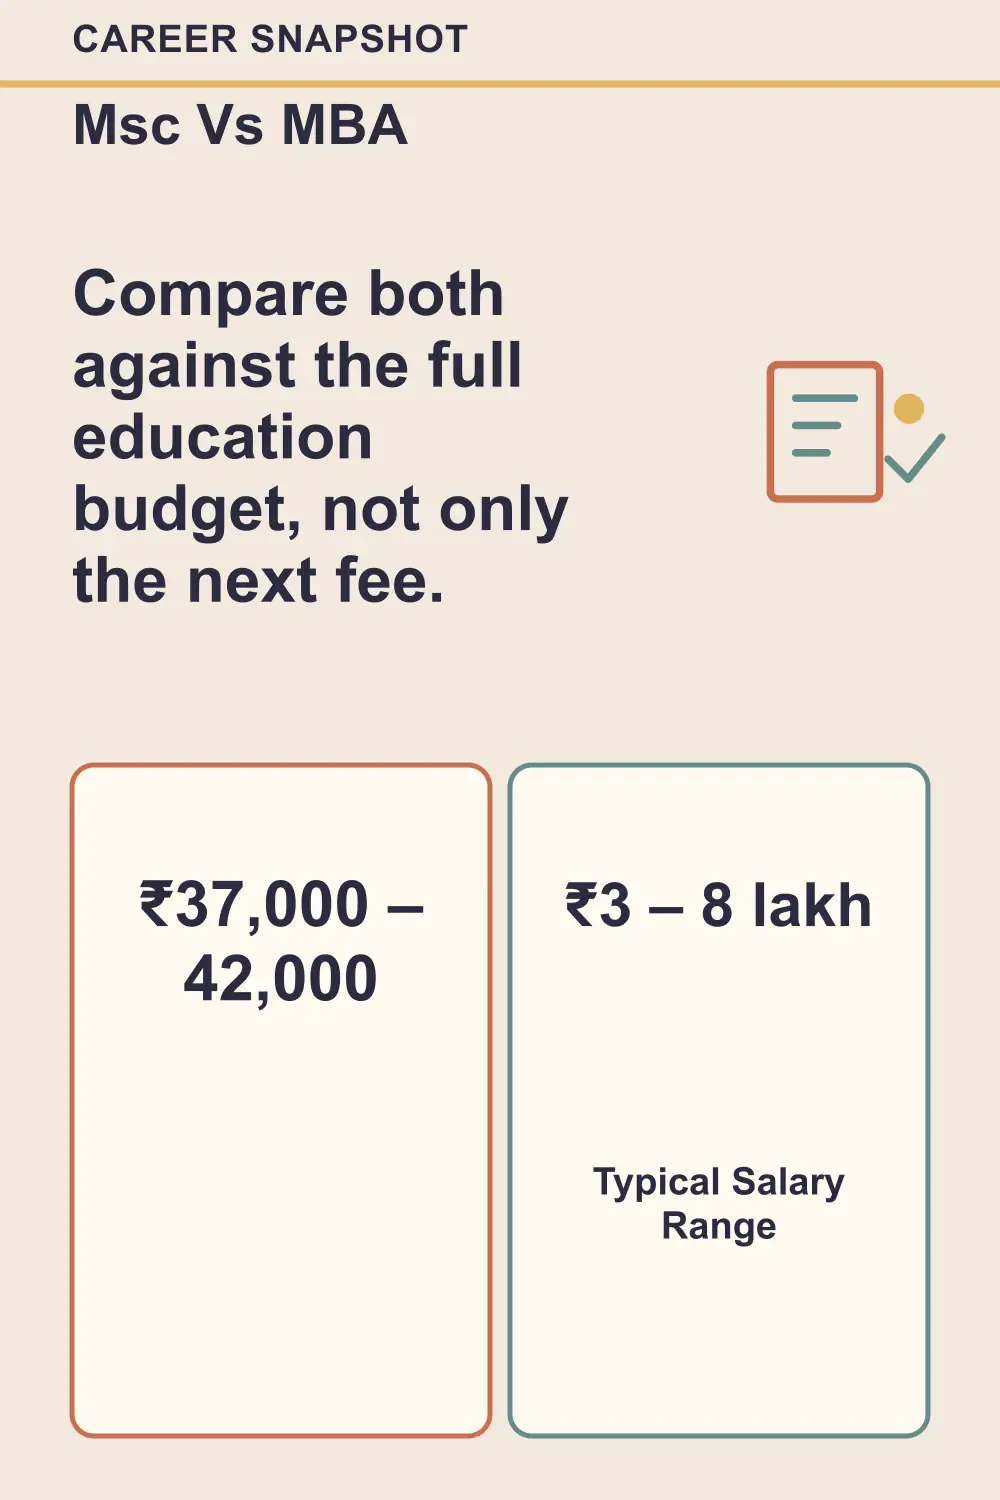 CAREER SNAPSHOT
Msc Vs MBA
Compare both
against the full
education
budget, not only
the next fee.
₹37,000 –
42,000
₹3 – 8 lakh
Typical Salary
Range